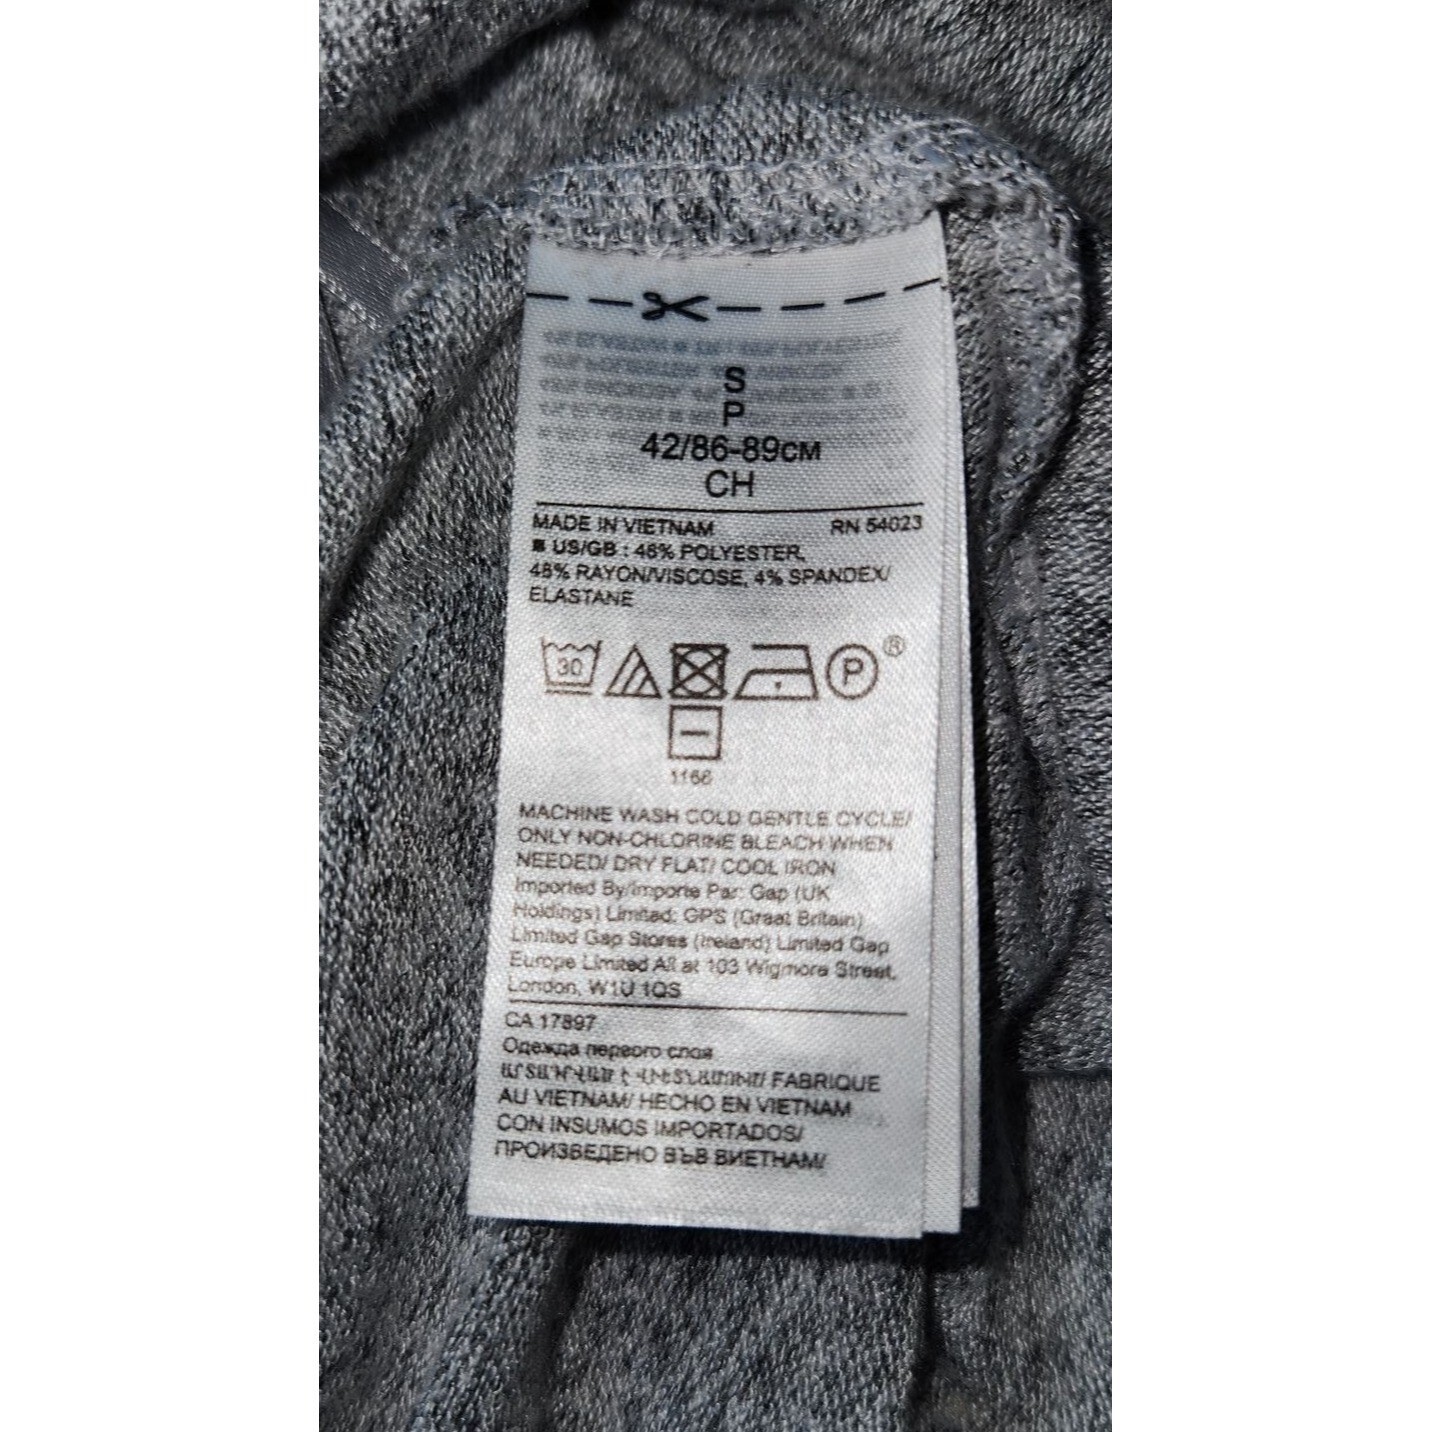 S
P
42/86-89см
CH
MADE IN VIETNAM RN 54023
US/GB : 48% POLYESTER,
48% RAYON/VISCOSE, 4% SPANDEX/
ELASTANE
30 P ®
1166
MACHINE WASH COLD GENTLE CYCLE/
ONLY NON-CHLORINE BLEACH WHEN
NEEDED/ DRY FLAT/ COOL IRON
Imported By/Importe Par: Gap (UK
Holdings) Limited; GPS (Great Britain)
Limited Gap Stores (Ireland) Limited Gap
Europe Limited All at 103 Wigmore Street,
London, W1U 1QS
CA 17897
Одежда первого слоя
FABRIQUE
AU VIETNAM/ HECHO EN VIETNAM
CON INSUMOS IMPORTADOS/
ПРОИЗВЕДЕНО ВЪВ ВИЕТНАМ/